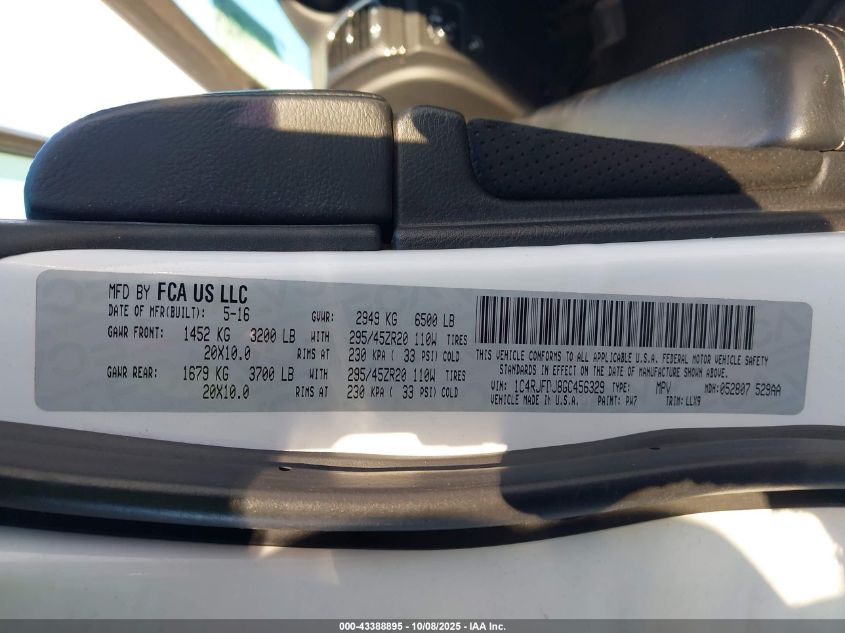 MFD BY FCA US LLC
DATE OF MFR(BUILT): 5-16 GVWR: 2949 KG 6500 LB
GAWR FRONT: 1452 KG 3200 LB WITH 295/45ZR20 110W TIRES
20X10.0 RIMS AT 230 KPA ( 33 PSI) COLD
GAWR REAR: 1679 KG 3700 LB WITH 295/45ZR20 110W TIRES
20X10.0 RIMS AT 230 KPA ( 33 PSI) COLD
THIS VEHICLE CONFORMS TO ALL APPLICABLE U.S.A. FEDERAL MOTOR VEHICLE SAFETY
STANDARDS IN EFFECT ON THE DATE OF MANUFACTURE SHOWN ABOVE.
VIN: 1C4RJFDJ8GC456329 TYPE: MPV MDH: 052807 529AA
VEHICLE MADE IN U.S.A. PAINT: PW7 TRIM: LLX9
000-43388895 - 10/08/2025 - IAA Inc.